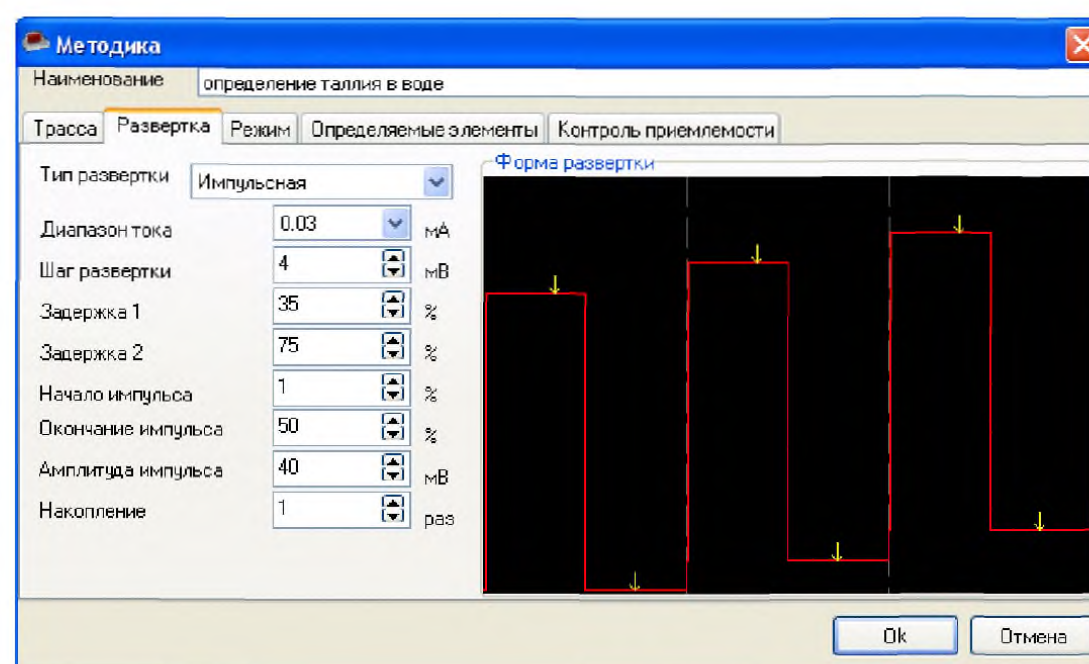 Методика
Наименование определение таллия в воде
Трасса Развертка Режим Определяемые элементы Контроль приемлемости
Тип развертки Импульсная
Форма развертки
Диапазон тока 0.03 мА
Шаг развертки 4 мВ
Задержка 1 35 %
Задержка 2 75 %
Начало импульса 1 %
Окончание импульса 50 %
Амплитуда импульса 40 мВ
Накопление 1 раз
Ok Отмена